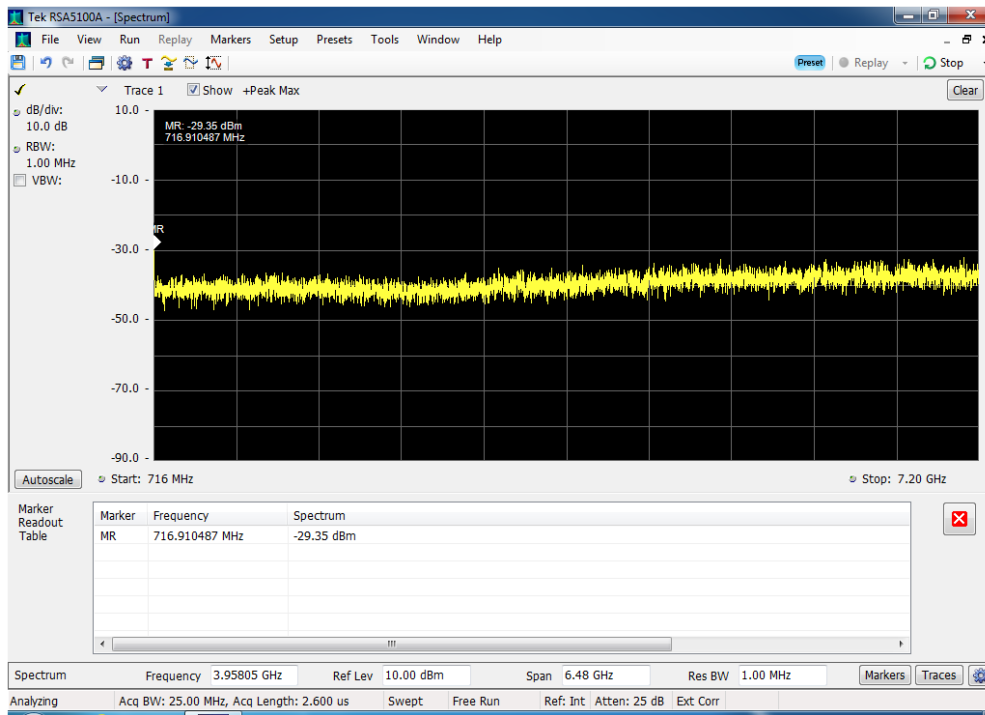 Tek RSA5100A - [Spectrum]
File View Run Replay Markers Setup Presets Tools Window Help
T Preset Replay Stop
Trace 1 Show +Peak Max Clear
dB/div:
10.0 dB
RBW:
1.00 MHz
VBW:
10.0
-10.0
-30.0
-50.0
-70.0
-90.0
MR: -29.35 dBm
716.910487 MHz
MR
Autoscale Start: 716 MHz Stop: 7.20 GHz
Marker
Readout
Table
Marker Frequency Spectrum
MR 716.910487 MHz -29.35 dBm
Spectrum Frequency 3.95805 GHz Ref Lev 10.00 dBm Span 6.48 GHz Res BW 1.00 MHz Markers Traces
Analyzing Acq BW: 25.00 MHz, Acq Length: 2.600 us Swept Free Run Ref: Int Atten: 25 dB Ext Corr